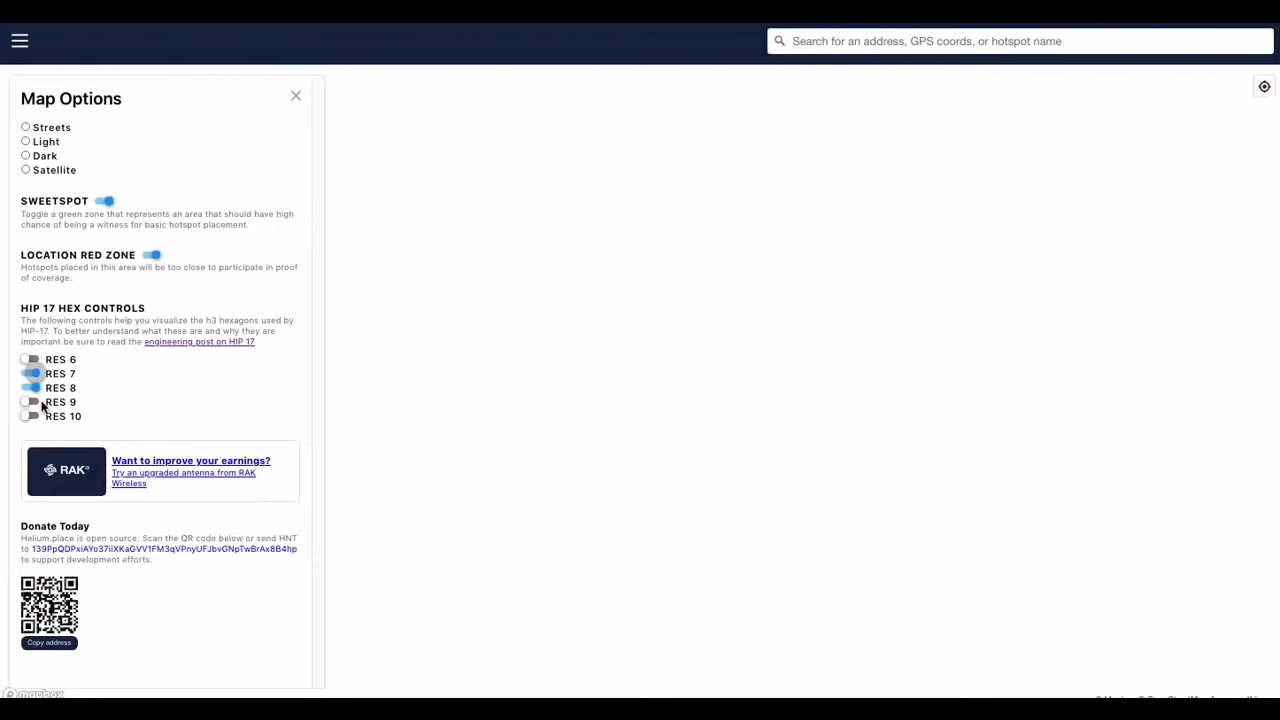 Search for an address, GPS coords, or hotspot name
Map Options
Streets
Light
Dark
Satellite
SWEETSPOT
Toggle a green zone that represents an area that should have high
chance of being a witness for basic hotspot placement.
LOCATION RED ZONE
Hotspots placed in this area will be too close to participate in proof
of coverage.
HIP 17 HEX CONTROLS
The following controls help you visualize the h3 hexagons used by
HIP-17. To better understand what these are and why they are
important be sure to read the engineering post on HIP 17
RES 6
RES 7
RES 8
RES 9
RES 10
RAK®
Want to improve your earnings?
Try an upgraded antenna from RAK
Wireless
Donate Today
Helium.place is open source. Scan the QR code below or send HNT
to 139PpQDPxiAYo37iiXKaGVV1FM3qVPnyUFJbvGNpTwBrAx8B4hp
to support development efforts.
Copy address
mapbox